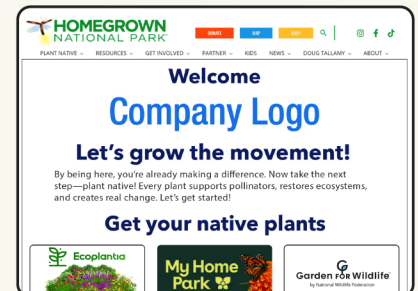 HOMEGROWN
NATIONAL PARK
DONATE MAP SHOP
PLANT NATIVE RESOURCES GET INVOLVED PARTNER KIDS NEWS DOUG TALLAMY ABOUT
Welcome
Company Logo
Let's grow the movement!
By being here, you're already making a difference. Now take the next
step—plant native! Every plant supports pollinators, restores ecosystems,
and creates real change. Let's get started!
Get your native plants
Ecoplantia
My Home
Park
Garden FOR Wildlife
by National Wildlife Federation